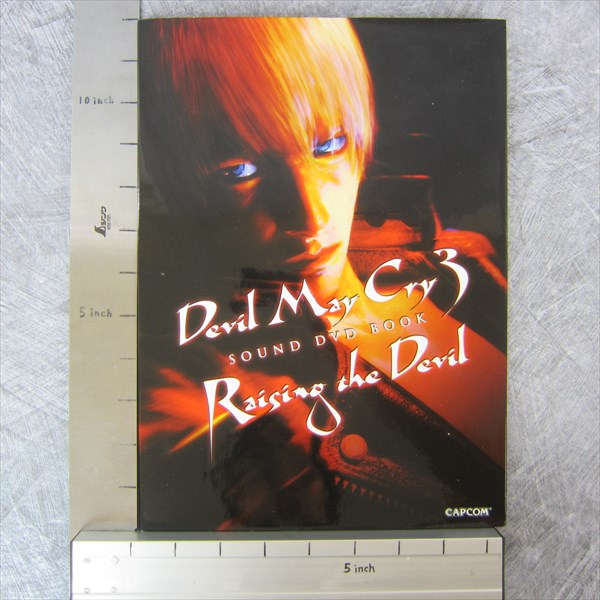 10 inch
5 inch
Devil May Cry 3
SOUND DVD BOOK
Raising the Devil
CAPCOM
5 inch